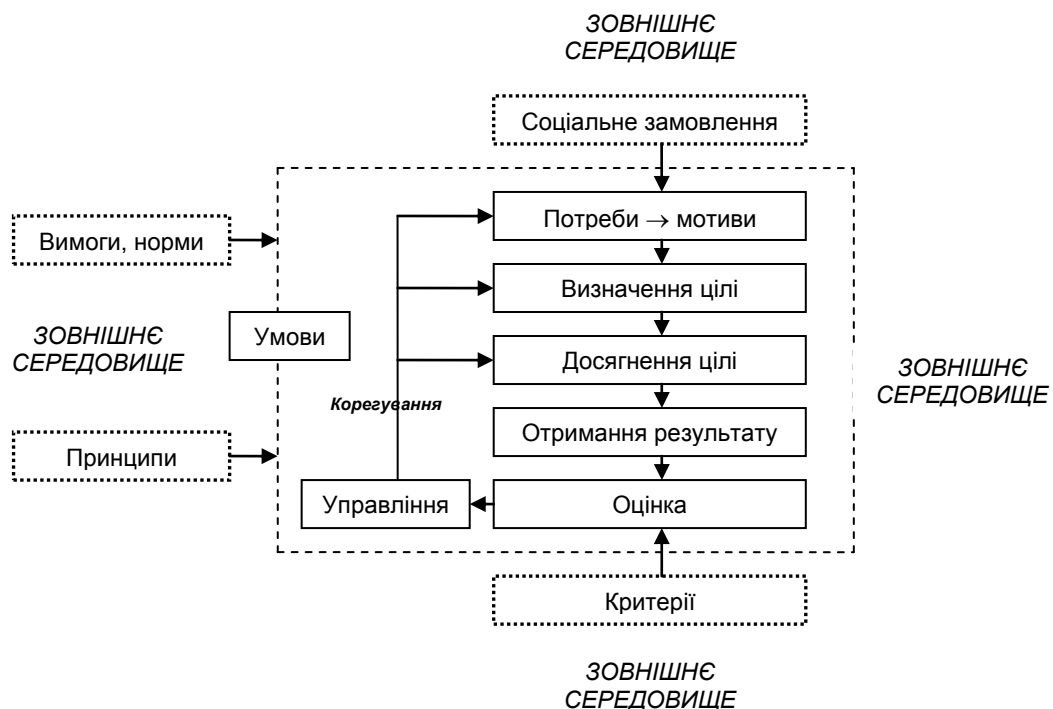 ЗОВНІШНЄ
СЕРЕДОВИЩЕ
Соціальне замовлення
Потреби → мотиви
Вимоги, норми
Визначення цілі
Умови
ЗОВНІШНЄ
СЕРЕДОВИЩЕ
Досягнення цілі
ЗОВНІШНЄ
СЕРЕДОВИЩЕ
Корегування
Отримання результату
Принципи
Управління
Оцінка
Критерії
ЗОВНІШНЄ
СЕРЕДОВИЩЕ